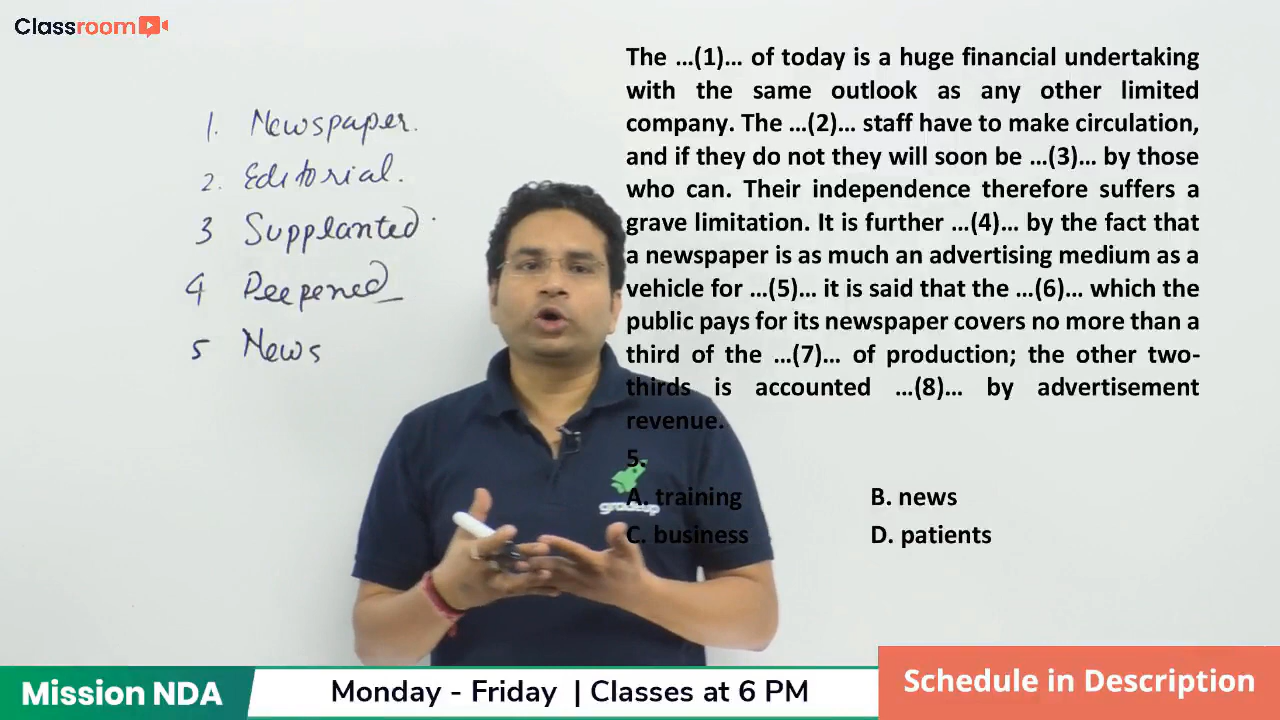 Classroom
The ...(1)... of today is a huge financial undertaking
with the same outlook as any other limited
company. The ...(2)... staff have to make circulation,
and if they do not they will soon be ...(3)... by those
who can. Their independence therefore suffers a
grave limitation. It is further ...(4)... by the fact that
a newspaper is as much an advertising medium as a
vehicle for ...(5)... it is said that the ...(6)... which the
public pays for its newspaper covers no more than a
third of the ...(7)... of production; the other two-
thirds is accounted ...(8)... by advertisement
revenue.
5.
A. training B. news
C. business D. patients
1. Newspaper.
2. Editorial.
3 Supplanted
4 Deepened
5 News
gradeup
Mission NDA
Monday - Friday | Classes at 6 PM
Schedule in Description